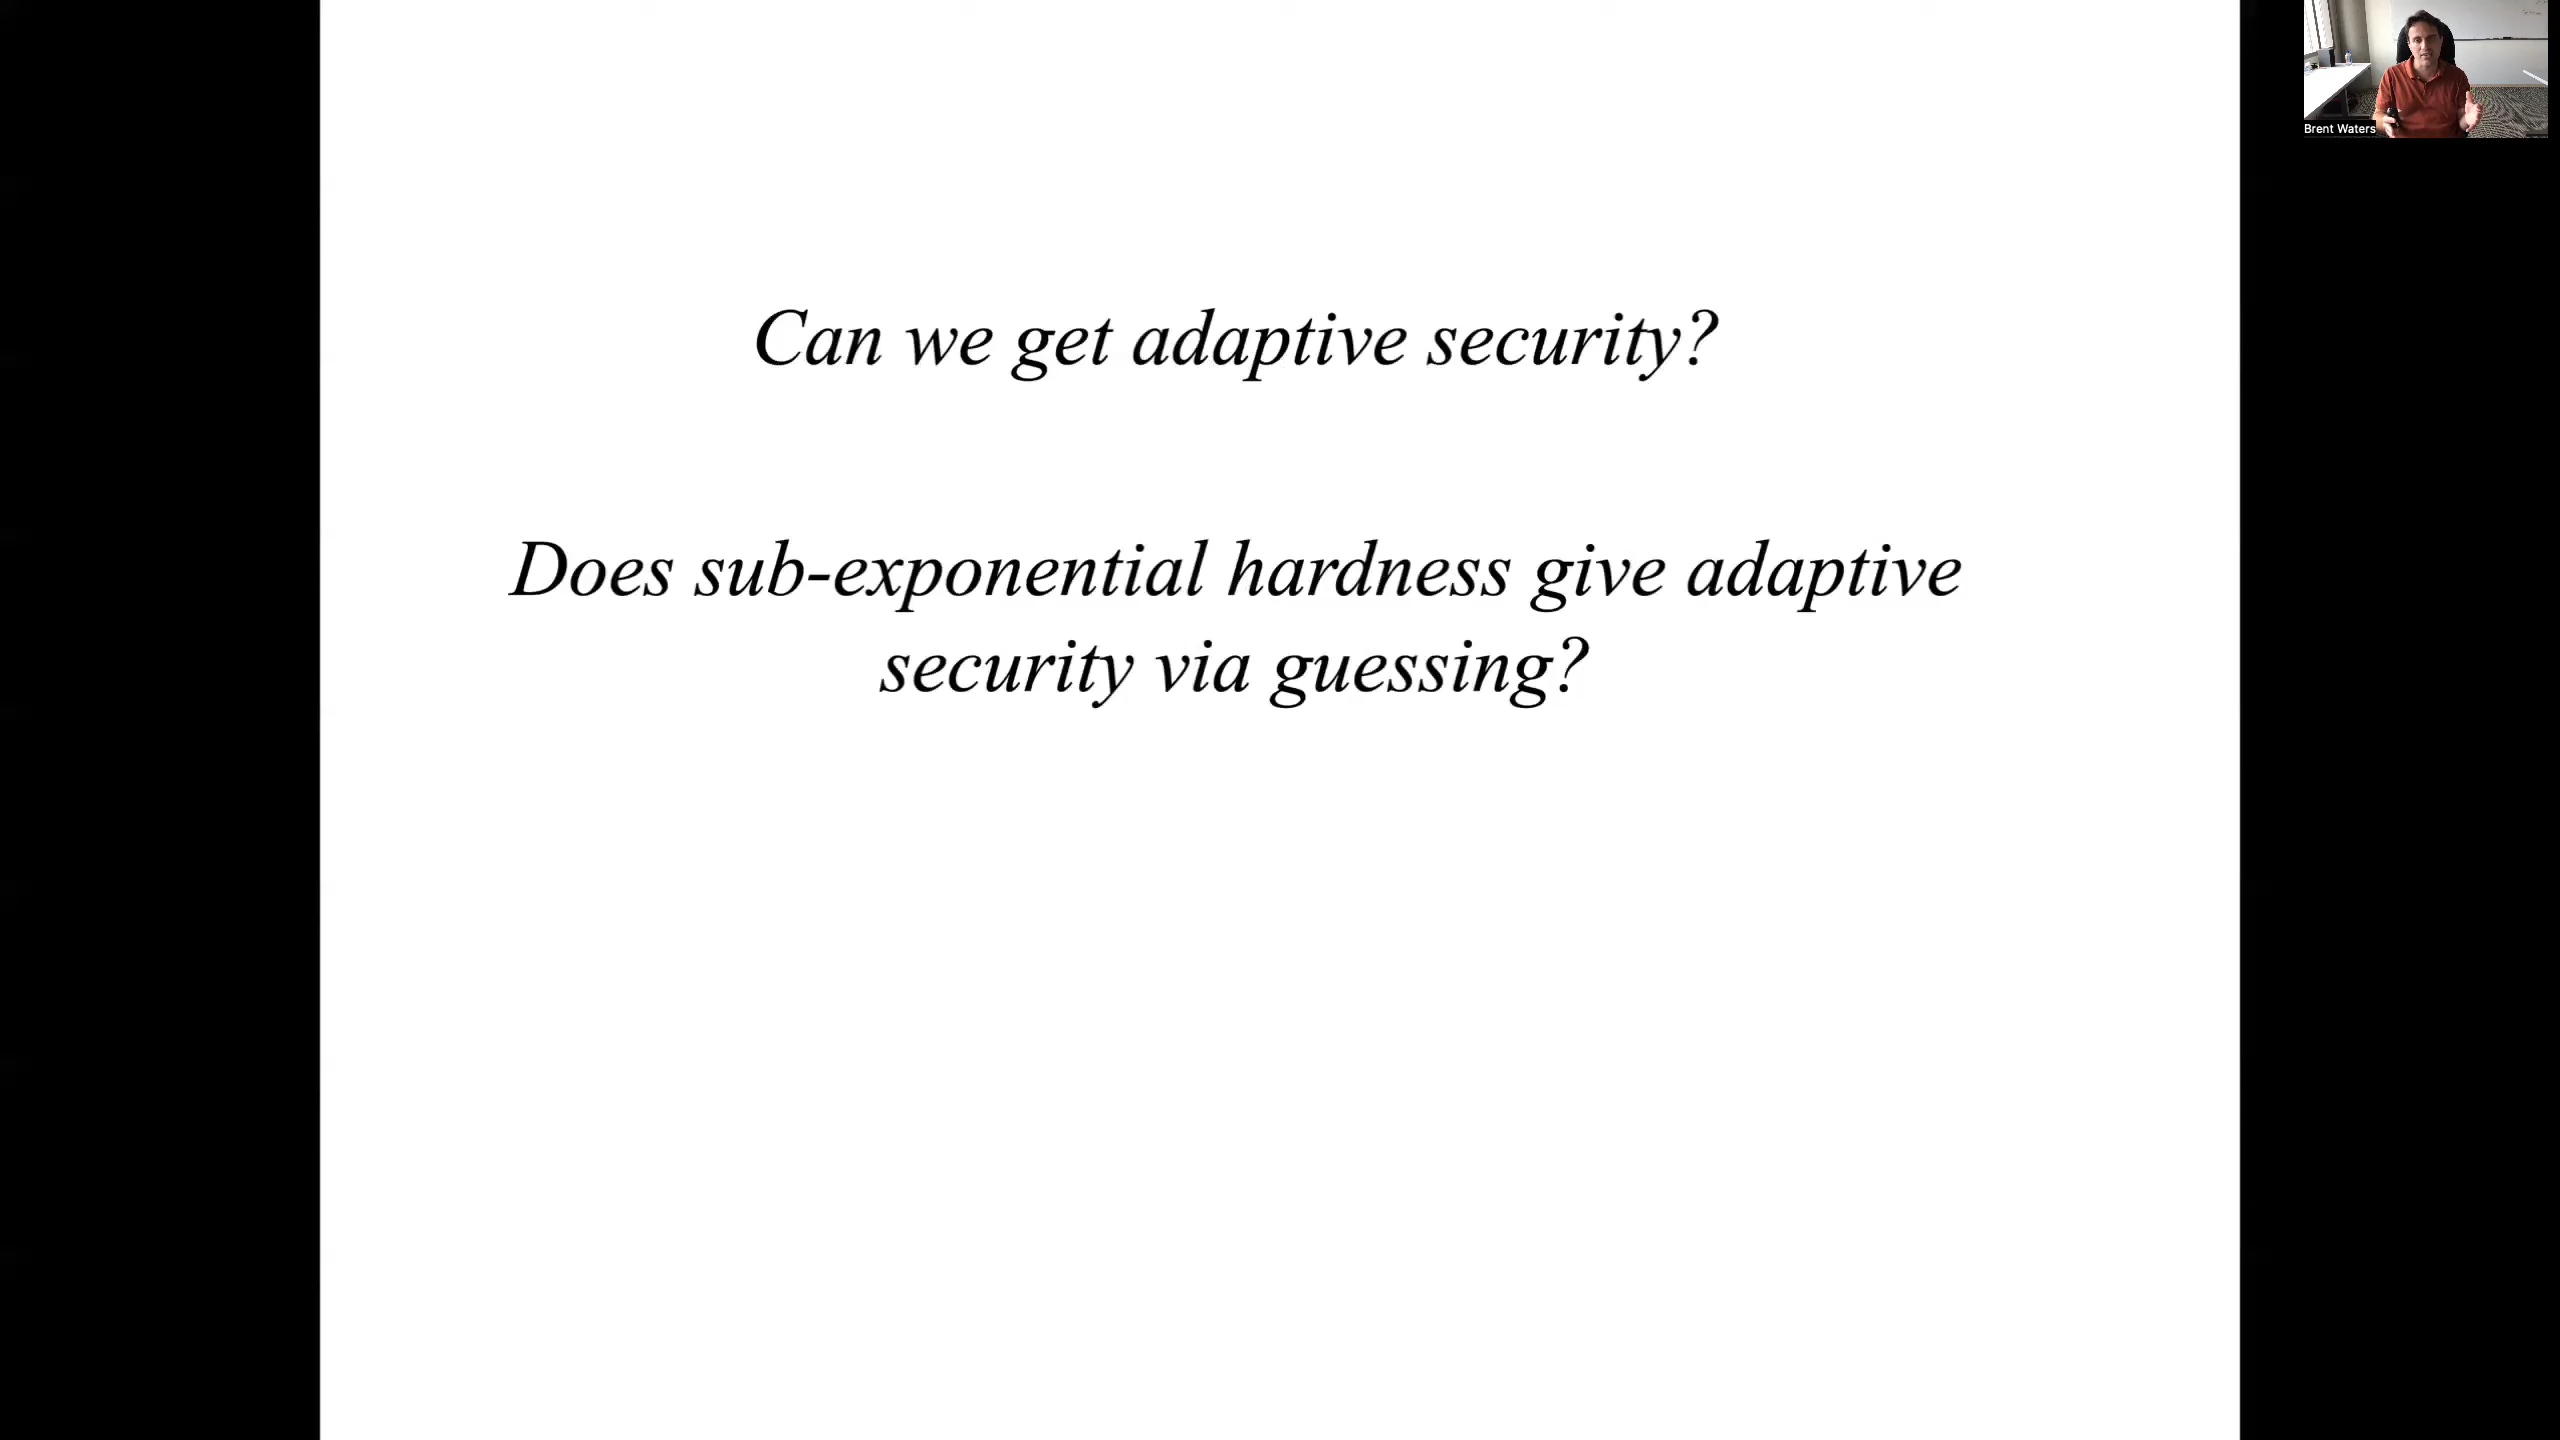 Brent Waters
Can we get adaptive security?
Does sub-exponential hardness give adaptive
security via guessing?